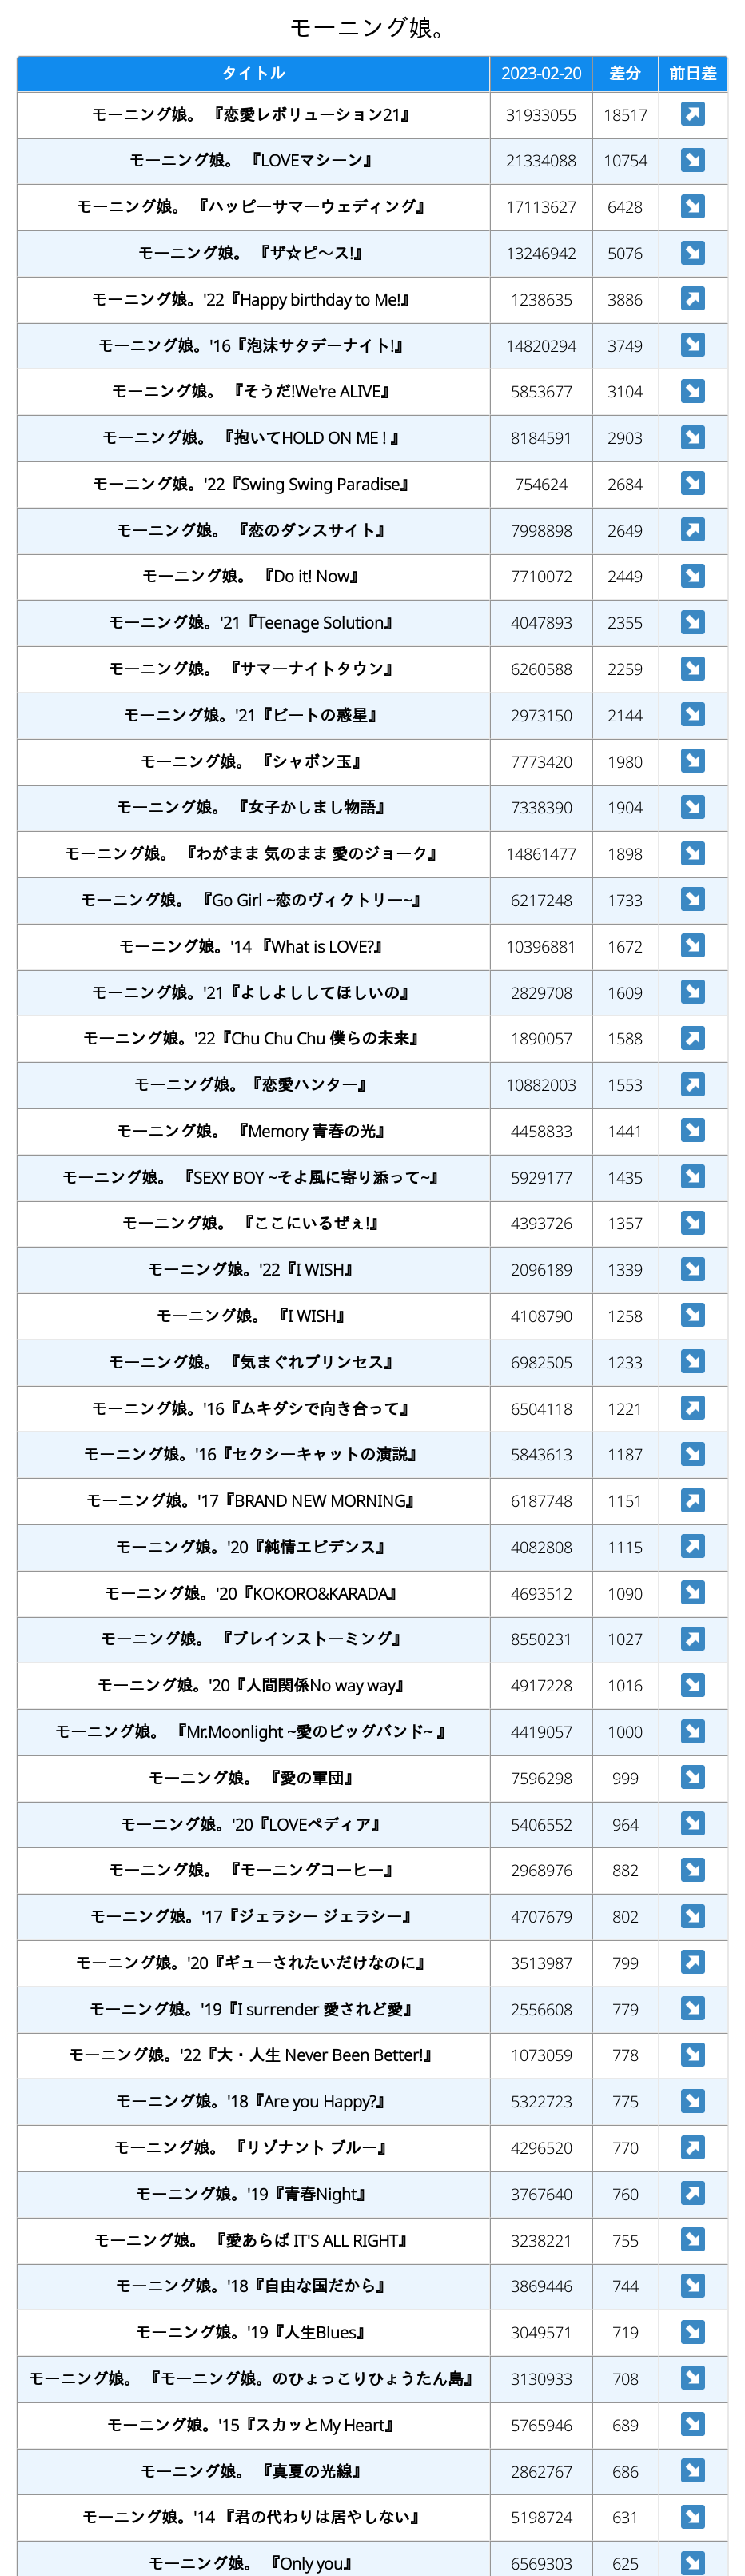 モーニング娘。
タイトル 2023-02-20 差分 前日差
モーニング娘。 『恋愛レボリューション21』 31933055 18517 ↗
モーニング娘。 『LOVEマシーン』 21334088 10754 ↘
モーニング娘。 『ハッピーサマーウェディング』 17113627 6428 ↘
モーニング娘。 『ザ☆ピ〜ス!』 13246942 5076 ↘
モーニング娘。'22『Happy birthday to Me!』 1238635 3886 ↗
モーニング娘。'16『泡沫サタデーナイト!』 14820294 3749 ↘
モーニング娘。 『そうだ!We're ALIVE』 5853677 3104 ↘
モーニング娘。 『抱いてHOLD ON ME ! 』 8184591 2903 ↘
モーニング娘。'22『Swing Swing Paradise』 754624 2684 ↘
モーニング娘。 『恋のダンスサイト』 7998898 2649 ↗
モーニング娘。 『Do it! Now』 7710072 2449 ↘
モーニング娘。'21『Teenage Solution』 4047893 2355 ↘
モーニング娘。 『サマーナイトタウン』 6260588 2259 ↘
モーニング娘。'21『ビートの惑星』 2973150 2144 ↘
モーニング娘。 『シャボン玉』 7773420 1980 ↘
モーニング娘。 『女子かしまし物語』 7338390 1904 ↘
モーニング娘。 『わがまま 気のまま 愛のジョーク』 14861477 1898 ↘
モーニング娘。 『Go Girl ~恋のヴィクトリー~』 6217248 1733 ↘
モーニング娘。'14 『What is LOVE?』 10396881 1672 ↘
モーニング娘。'21『よしよししてほしいの』 2829708 1609 ↘
モーニング娘。'22『Chu Chu Chu 僕らの未来』 1890057 1588 ↗
モーニング娘。『恋愛ハンター』 10882003 1553 ↗
モーニング娘。 『Memory 青春の光』 4458833 1441 ↘
モーニング娘。 『SEXY BOY ~そよ風に寄り添って~』 5929177 1435 ↘
モーニング娘。 『ここにいるぜぇ!』 4393726 1357 ↘
モーニング娘。'22『I WISH』 2096189 1339 ↘
モーニング娘。 『I WISH』 4108790 1258 ↘
モーニング娘。 『気まぐれプリンセス』 6982505 1233 ↘
モーニング娘。'16『ムキダシで向き合って』 6504118 1221 ↗
モーニング娘。'16『セクシーキャットの演説』 5843613 1187 ↘
モーニング娘。'17『BRAND NEW MORNING』 6187748 1151 ↗
モーニング娘。'20『純情エビデンス』 4082808 1115 ↗
モーニング娘。'20『KOKORO&KARADA』 4693512 1090 ↘
モーニング娘。 『ブレインストーミング』 8550231 1027 ↗
モーニング娘。'20『人間関係No way way』 4917228 1016 ↘
モーニング娘。 『Mr.Moonlight ~愛のビッグバンド~ 』 4419057 1000 ↘
モーニング娘。 『愛の軍団』 7596298 999 ↘
モーニング娘。'20『LOVEペディア』 5406552 964 ↘
モーニング娘。 『モーニングコーヒー』 2968976 882 ↘
モーニング娘。'17『ジェラシー ジェラシー』 4707679 802 ↘
モーニング娘。'20『ギューされたいだけなのに』 3513987 799 ↗
モーニング娘。'19『I surrender 愛されど愛』 2556608 779 ↘
モーニング娘。'22『大・人生 Never Been Better!』 1073059 778 ↘
モーニング娘。'18『Are you Happy?』 5322723 775 ↘
モーニング娘。 『リゾナント ブルー』 4296520 770 ↗
モーニング娘。'19『青春Night』 3767640 760 ↗
モーニング娘。 『愛あらば IT'S ALL RIGHT』 3238221 755 ↘
モーニング娘。'18『自由な国だから』 3869446 744 ↘
モーニング娘。'19『人生Blues』 3049571 719 ↘
モーニング娘。 『モーニング娘。のひょっこりひょうたん島』 3130933 708 ↘
モーニング娘。'15『スカッとMy Heart』 5765946 689 ↘
モーニング娘。 『真夏の光線』 2862767 686 ↘
モーニング娘。'14 『君の代わりは居やしない』 5198724 631 ↘
モーニング娘。 『Only you』 6569303 625 ↘